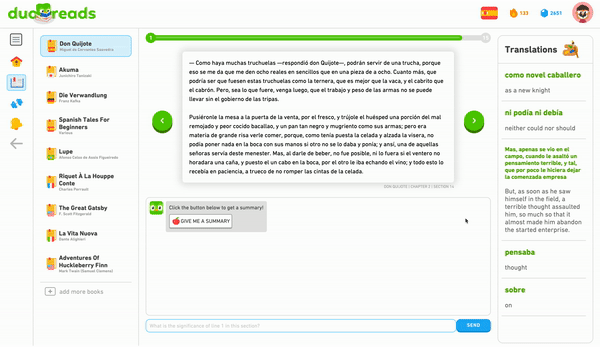 duoreads
133
2651
Don Quijote
Miguel de Cervantes Saavedra
Akuma
Junichiro Tanizaki
Die Verwandlung
Franz Kafka
Spanish Tales For
Beginners
Various
Lupe
Affonso Celso de Assis Figueiredo
Riquet À La Houppe
Conte
Charles Perrault
The Great Gatsby
F. Scott Fitzgerald
La Vita Nuova
Dante Alighieri
Adventures Of
Huckleberry Finn
Mark Twain (Samuel Clemens)
add more books
1
— Como haya muchas truchuelas —respondió don Quijote—, podrán servir de una trucha, porque
eso se me da que me den ocho reales en sencillos que en una pieza de a ocho. Cuanto más, que
podría ser que fuesen estas truchuelas como la ternera, que es mejor que la vaca, y el cabrito que
el cabrón. Pero, sea lo que fuere, venga luego, que el trabajo y peso de las armas no se puede
llevar sin el gobierno de las tripas.
Pusiéronle la mesa a la puerta de la venta, por el fresco, y trújole el huésped una porción del mal
remojado y peor cocido bacallao, y un pan tan negro y mugriento como sus armas; pero era
materia de grande risa verle comer, porque, como tenía puesta la celada y alzada la visera, no
podía poner nada en la boca con sus manos si otro no se lo daba y ponía; y ansí, una de aquellas
señoras servía deste menester. Mas, al darle de beber, no fue posible, ni lo fuera si el ventero no
horadara una caña, y puesto el un cabo en la boca, por el otro le iba echando el vino; y todo esto lo
recebía en paciencia, a trueco de no romper las cintas de la celada.
DON QUIJOTE | CHAPTER 2 | SECTION 13
Click the button below to get a summary!
GIVE ME A SUMMARY
What is the significance of line 1 in this section?
SEND
Translations
como novel caballero
as a new knight
ni podía ni debía
neither could nor should
Mas, apenas se vio en el
campo, cuando le asaltó un
pensamiento terrible, y tal,
que por poco le hiciera dejar
la comenzada empresa
But, as soon as he saw
himself in the field, a
terrible thought assaulted
him, so much so that it
almost made him abandon
the started enterprise.
pensaba
thought
sobre
on